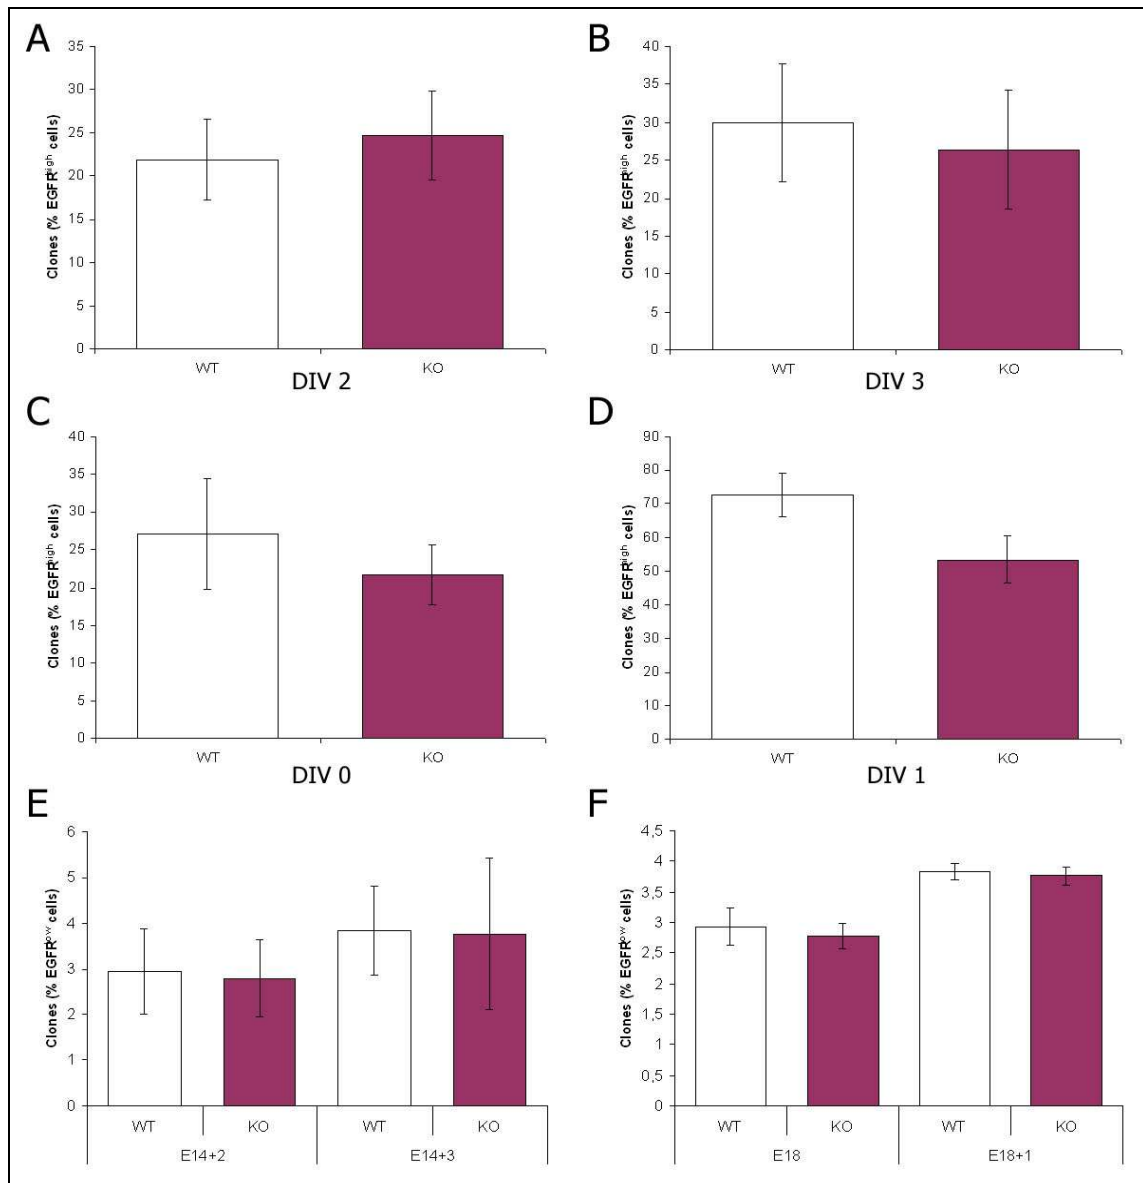 A
35
30
25
20
15
10
5
0
Clones (% EGFRhigh cells)
WT KO
DIV 2
B
40
35
30
25
20
15
10
5
0
Clones (% EGFRhigh cells)
WT KO
DIV 3
C
40
35
30
25
20
15
10
5
0
Clones (% EGFRhigh cells)
WT KO
DIV 0
D
90
80
70
60
50
40
30
20
10
0
Clones (% EGFRhigh cells)
WT KO
DIV 1
E
6
5
4
3
2
1
0
Clones (% EGFRlow cells)
WT KO WT KO
E14+2 E14+3
F
4,5
4
3,5
3
2,5
2
1,5
1
0,5
0
Clones (% EGFRlow cells)
WT KO WT KO
E18 E18+1